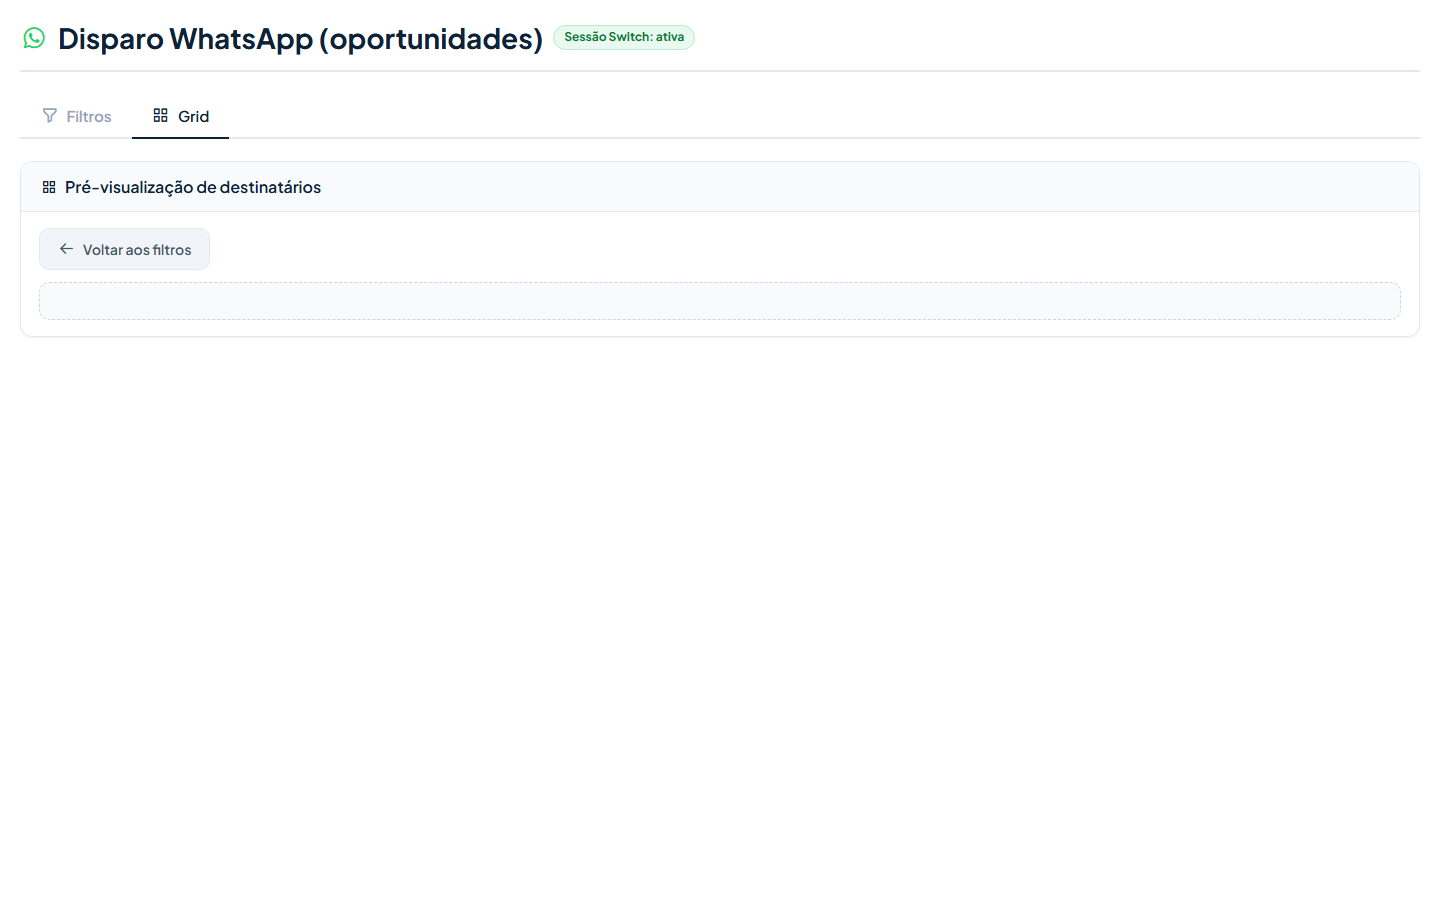 Disparo WhatsApp (oportunidades)
Sessão Switch: ativa
Filtros
Grid
Pré-visualização de destinatários
Voltar aos filtros